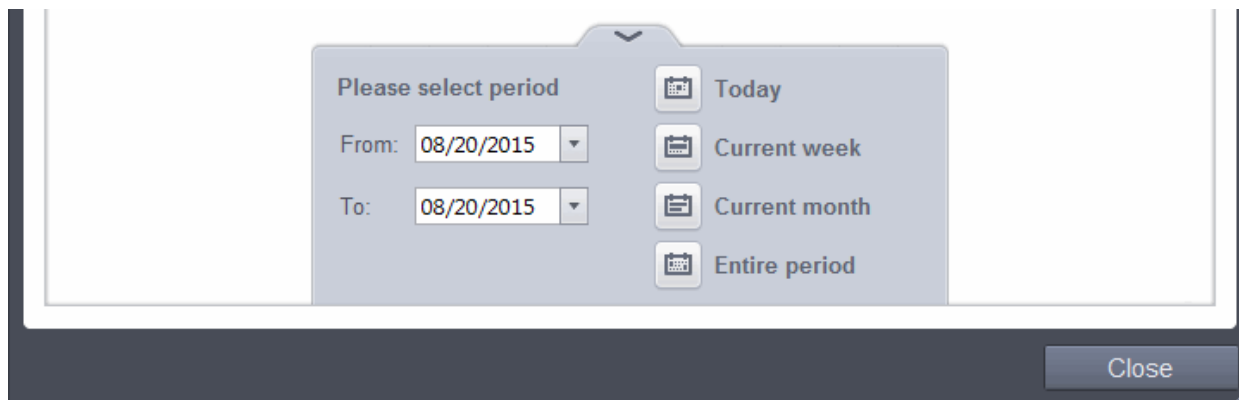 Please select period
From: 08/20/2015
To: 08/20/2015
Today
Current week
Current month
Entire period
Close